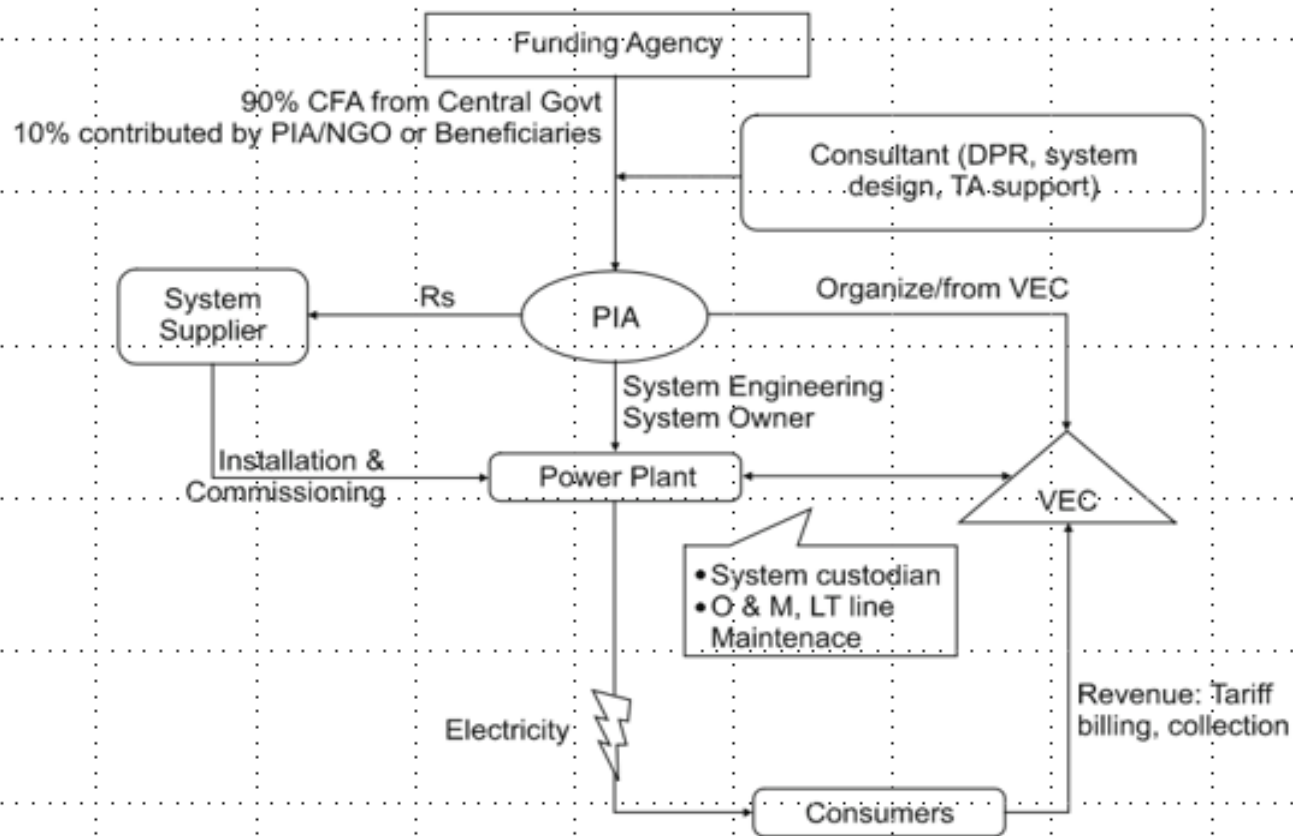 Funding Agency
90% CFA from Central Govt
10% contributed by PIA/NGO or Beneficiaries
Consultant (DPR, system
design, TA support)
System
Supplier
Rs
PIA
Organize/from VEC
System Engineering
System Owner
Installation &
Commissioning
Power Plant
VEC
• System custodian
• O & M, LT line
Maintenace
Electricity
Revenue: Tariff
billing, collection
Consumers